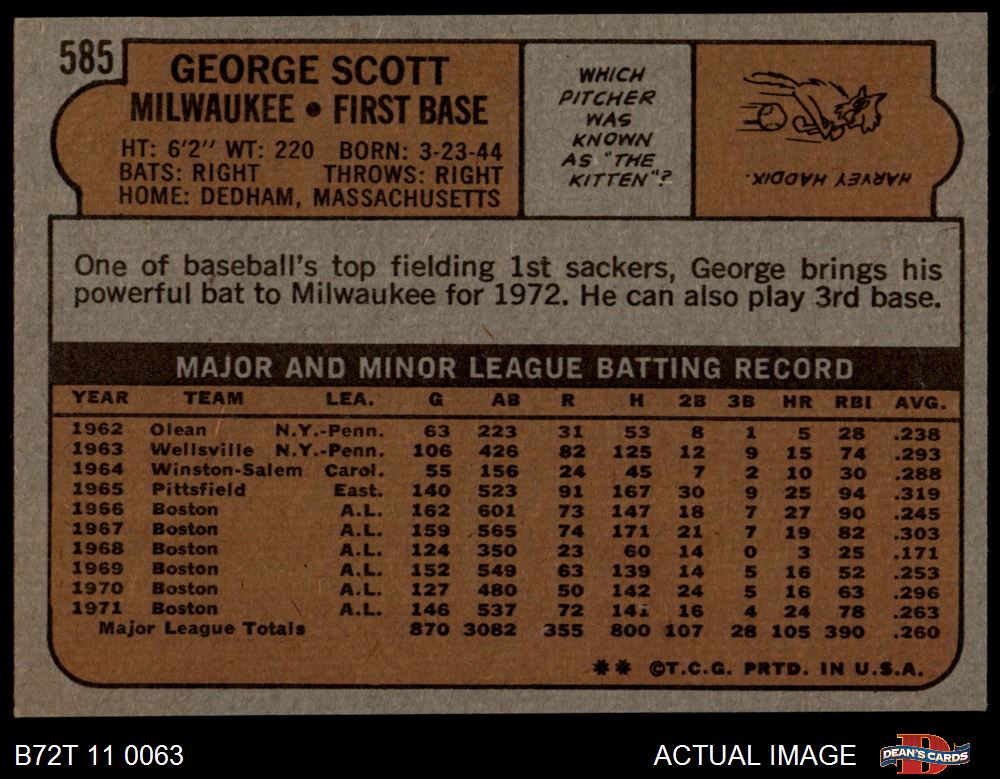 585
GEORGE SCOTT
MILWAUKEE • FIRST BASE
HT: 6'2" WT: 220 BORN: 3-23-44
BATS: RIGHT THROWS: RIGHT
HOME: DEDHAM, MASSACHUSETTS
WHICH
PITCHER
WAS
KNOWN
AS "THE
KITTEN"?
HARVEY HADDIX.
One of baseball's top fielding 1st sackers, George brings his
powerful bat to Milwaukee for 1972. He can also play 3rd base.
MAJOR AND MINOR LEAGUE BATTING RECORD
YEAR TEAM LEA. G AB R H 2B 3B HR RBI AVG.
1962 Olean N.Y.-Penn. 63 223 31 53 8 1 5 28 .238
1963 Wellsville N.Y.-Penn. 106 426 82 125 12 9 15 74 .293
1964 Winston-Salem Carol. 55 156 24 45 7 2 10 30 .288
1965 Pittsfield East. 140 523 91 167 30 9 25 94 .319
1966 Boston A.L. 162 601 73 147 18 7 27 90 .245
1967 Boston A.L. 159 565 74 171 21 7 19 82 .303
1968 Boston A.L. 124 350 23 60 14 0 3 25 .171
1969 Boston A.L. 152 549 63 139 14 5 16 52 .253
1970 Boston A.L. 127 480 50 142 24 5 16 63 .296
1971 Boston A.L. 146 537 72 141 16 4 24 78 .263
Major League Totals 870 3082 355 800 107 28 105 390 .260
** ©T.C.G. PRTD. IN U.S.A.
B72T 11 0063
ACTUAL IMAGE
DEAN'S CARDS